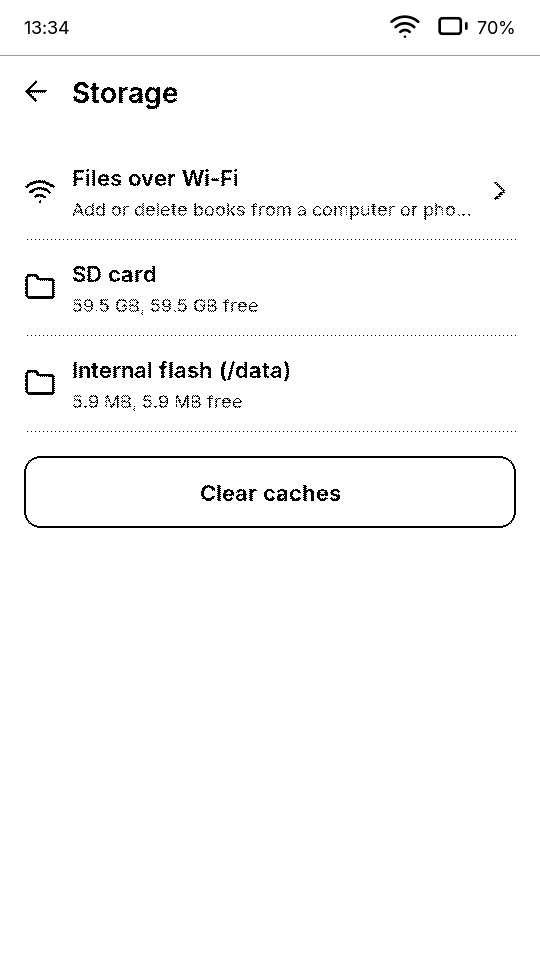 13:34
70%
Storage
Files over Wi-Fi
Add or delete books from a computer or pho...
SD card
59.5 GB, 59.5 GB free
Internal flash (/data)
5.9 MB, 5.9 MB free
Clear caches